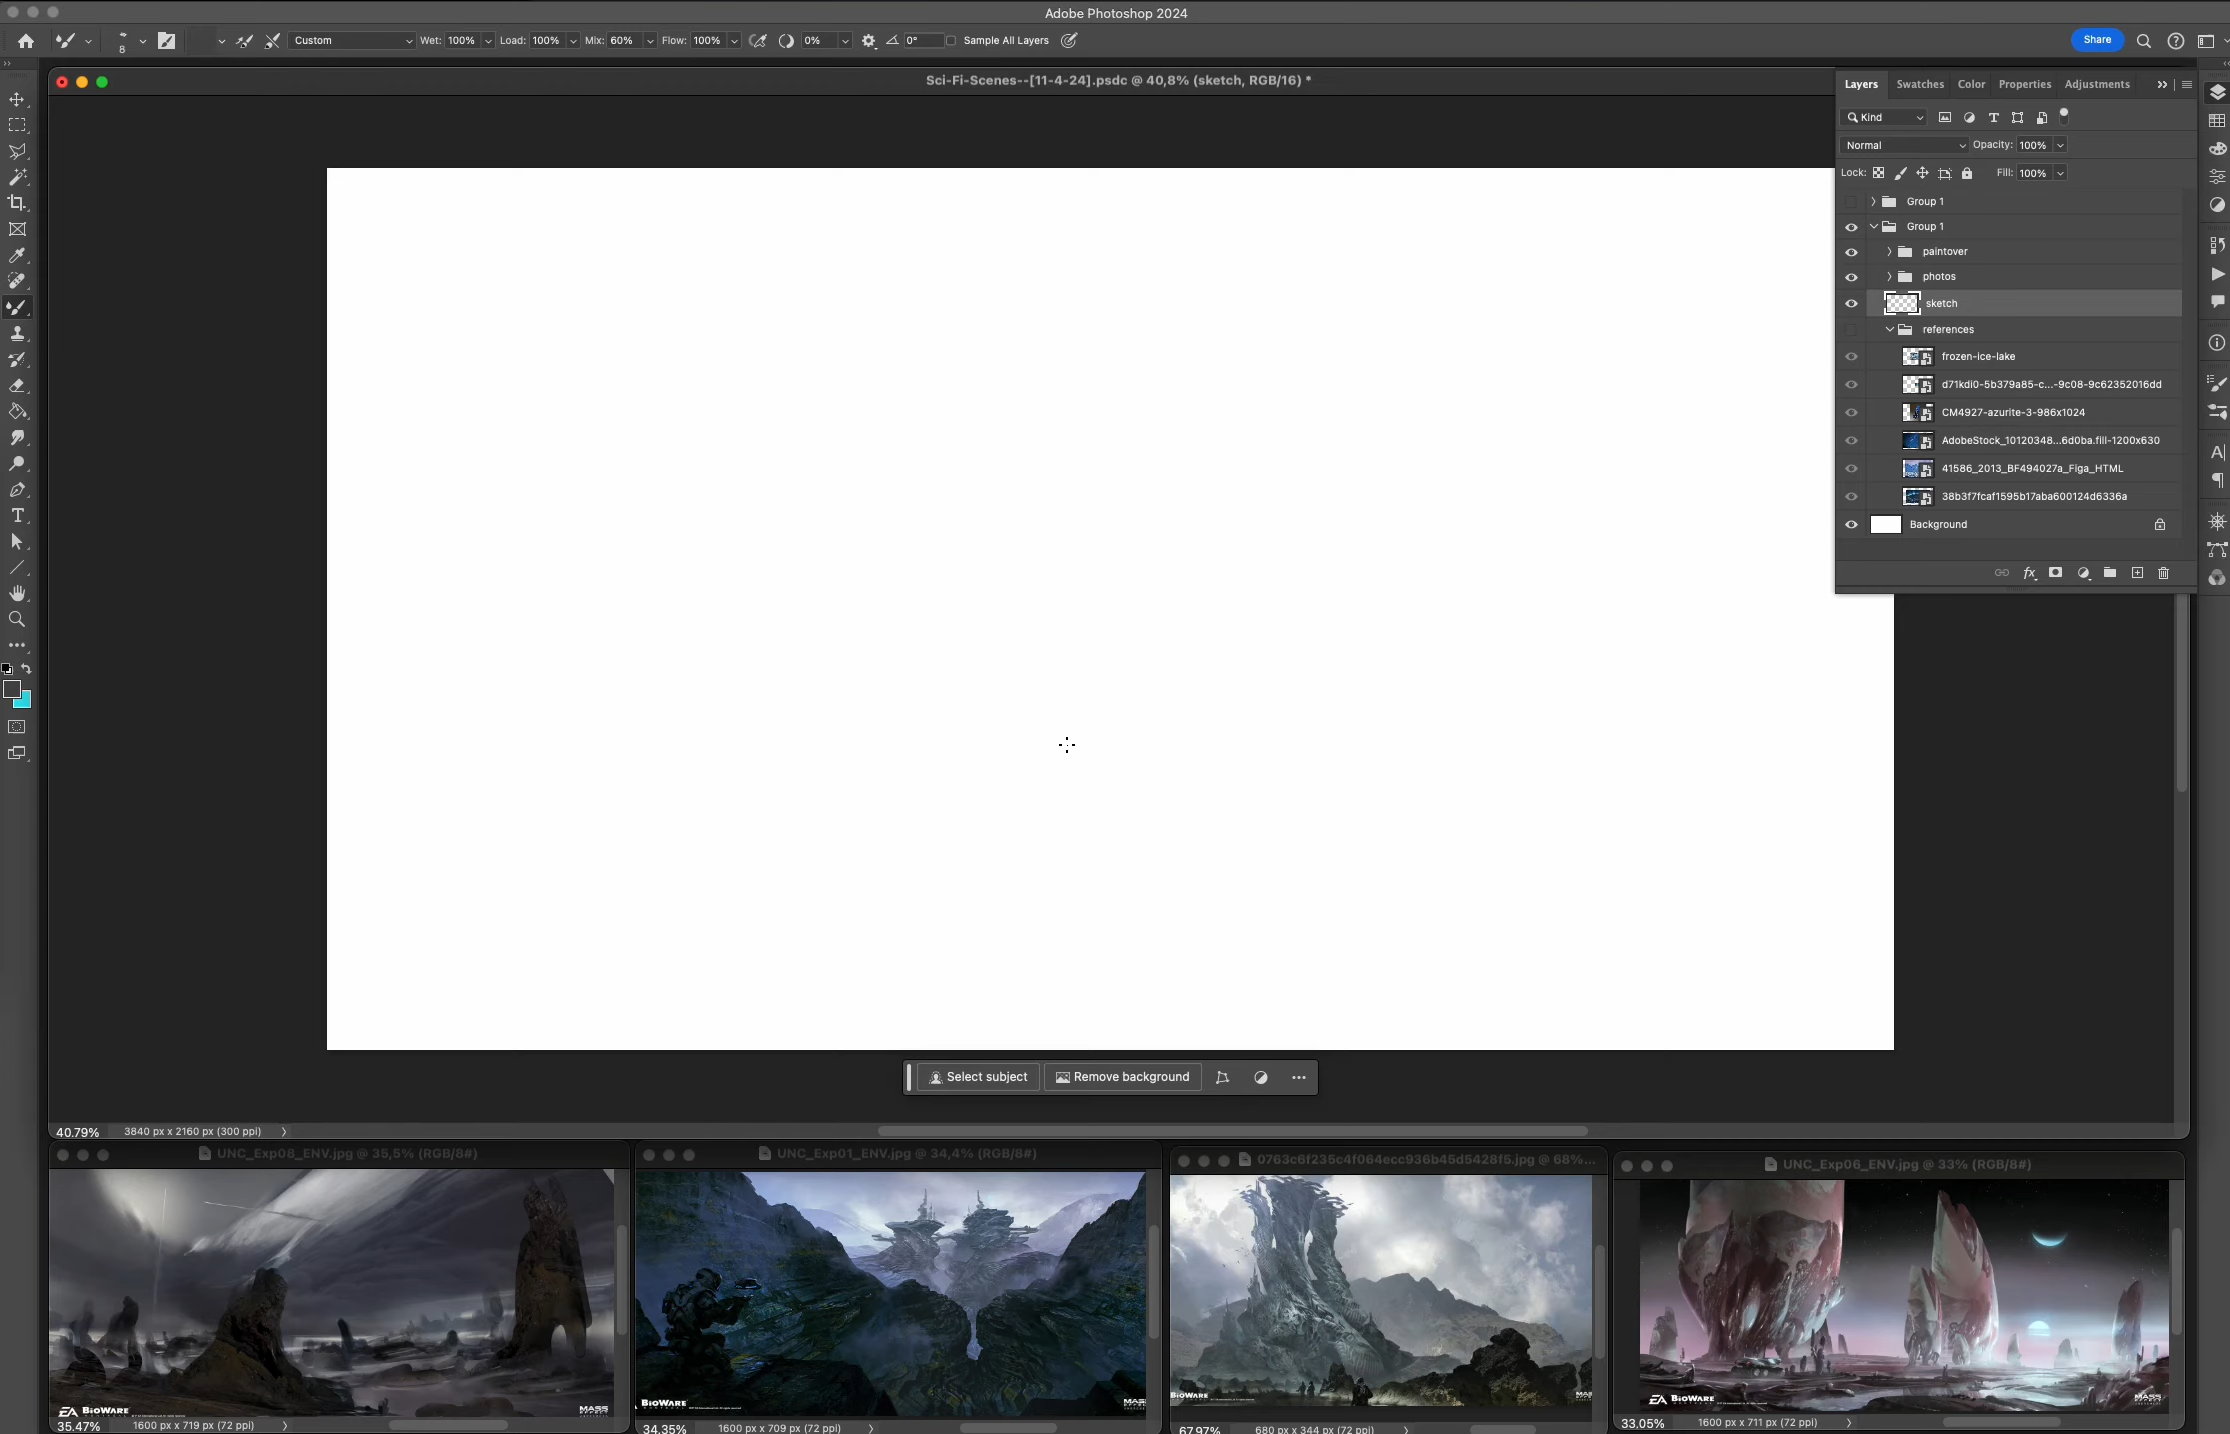 Adobe Photoshop 2024
8 Custom Wet: 100% Load: 100% Mix: 60% Flow: 100% 0% 0° Sample All Layers Share
Sci-Fi-Scenes--[11-4-24].psdc @ 40,8% (sketch, RGB/16) *
Layers Swatches Color Properties Adjustments
Kind
Normal Opacity: 100%
Lock: Fill: 100%
Group 1
Group 1
paintover
photos
sketch
references
frozen-ice-lake
d71kdi0-5b379a85-c...-9c08-9c62352016dd
CM4927-azurite-3-986x1024
AdobeStock_10120348...6d0ba.fill-1200x630
41586_2013_BF494027a_Figa_HTML
38b3f7fcaf1595b17aba600124d6336a
Background
fx
Select subject Remove background
40.79% 3840 px x 2160 px (300 ppi)
UNC_Exp08_ENV.jpg @ 35,5% (RGB/8#)
EA BIOWARE
MASS
35.47% 1600 px x 719 px (72 ppi)
UNC_Exp01_ENV.jpg @ 34,4% (RGB/8#)
BIOWARE
MASS
34.35% 1600 px x 709 px (72 ppi)
0763c6f235c4f064ecc936b45d5428f5.jpg @ 68%...
BIOWARE
67.97% 680 px x 344 px (72 ppi)
UNC_Exp06_ENV.jpg @ 33% (RGB/8#)
EA BIOWARE
MASS
33.05% 1600 px x 711 px (72 ppi)